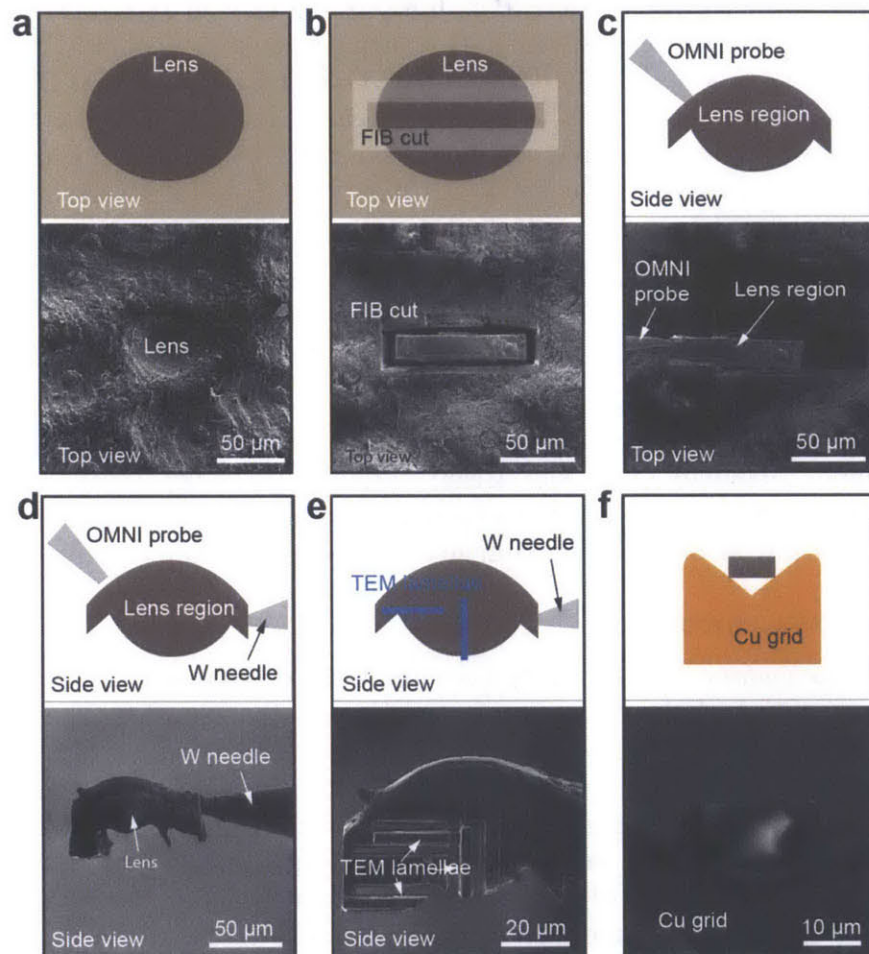 a
Lens
Top view
Lens
Top view
50 µm
b
Lens
FIB cut
Top view
FIB cut
Top view
50 µm
c
OMNI probe
Lens region
Side view
OMNI
probe
Lens region
Top view
50 µm
d
OMNI probe
Lens region
W needle
Side view
W needle
Lens
Side view
50 µm
e
W needle
TEM
Side view
TEM lamellae
Side view
20 µm
f
Cu grid
Cu grid
10 µm